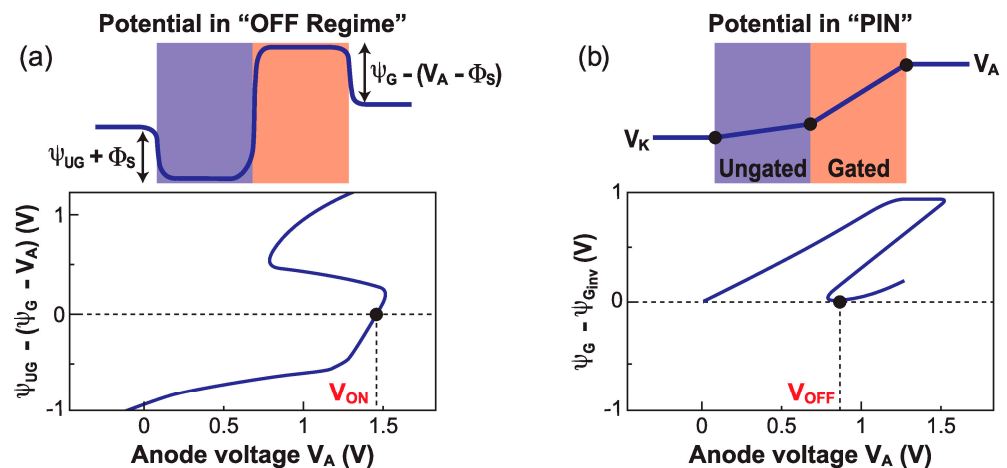 Potential in “OFF Regime”
(a)
ψG – (VA – ΦS)
ψUG + ΦS
ψUG – (ψG – VA) (V)
1
0
-1
VON
0
0.5
1
1.5
Anode voltage VA (V)
Potential in “PIN”
(b)
VA
VK
Ungated
Gated
ψG – ψGinv (V)
1
0
-1
VOFF
0
0.5
1
1.5
Anode voltage VA (V)